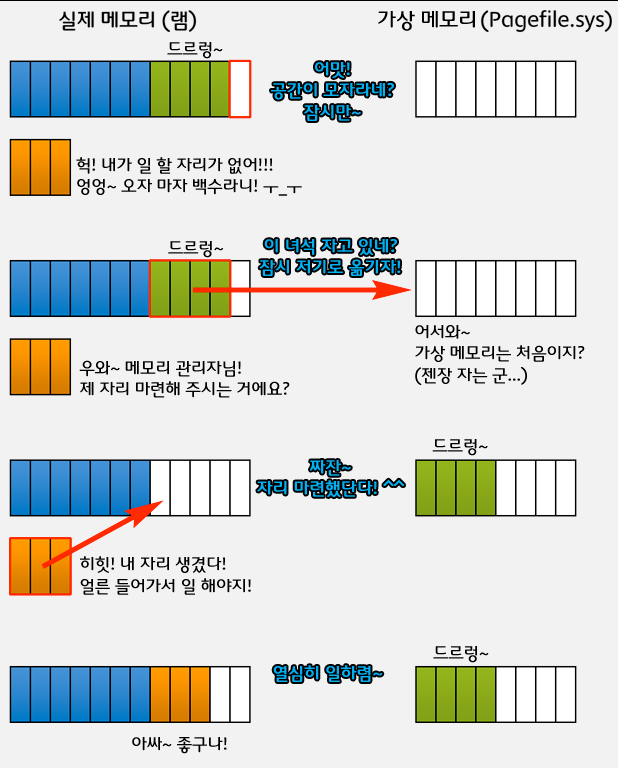 실제 메모리 (램)
가상 메모리 (Pagefile.sys)
드르렁~
어맛!
공간이 모자라네?
잠시만~
헉! 내가 일 할 자리가 없어!!!
엉엉~ 오자 마자 백수라니! ㅜ_ㅜ
드르렁~
이 녀석 자고 있네?
잠시 저기로 옮기자!
어서와~
가상 메모리는 처음이지?
(젠장 자는 군...)
우와~ 메모리 관리자님!
제 자리 마련해 주시는 거에요?
드르렁~
짜잔~
자리 마련했단다! ^^
히힛! 내 자리 생겼다!
얼른 들어가서 일 해야지!
드르렁~
열심히 일하렴~
아싸~ 좋구나!